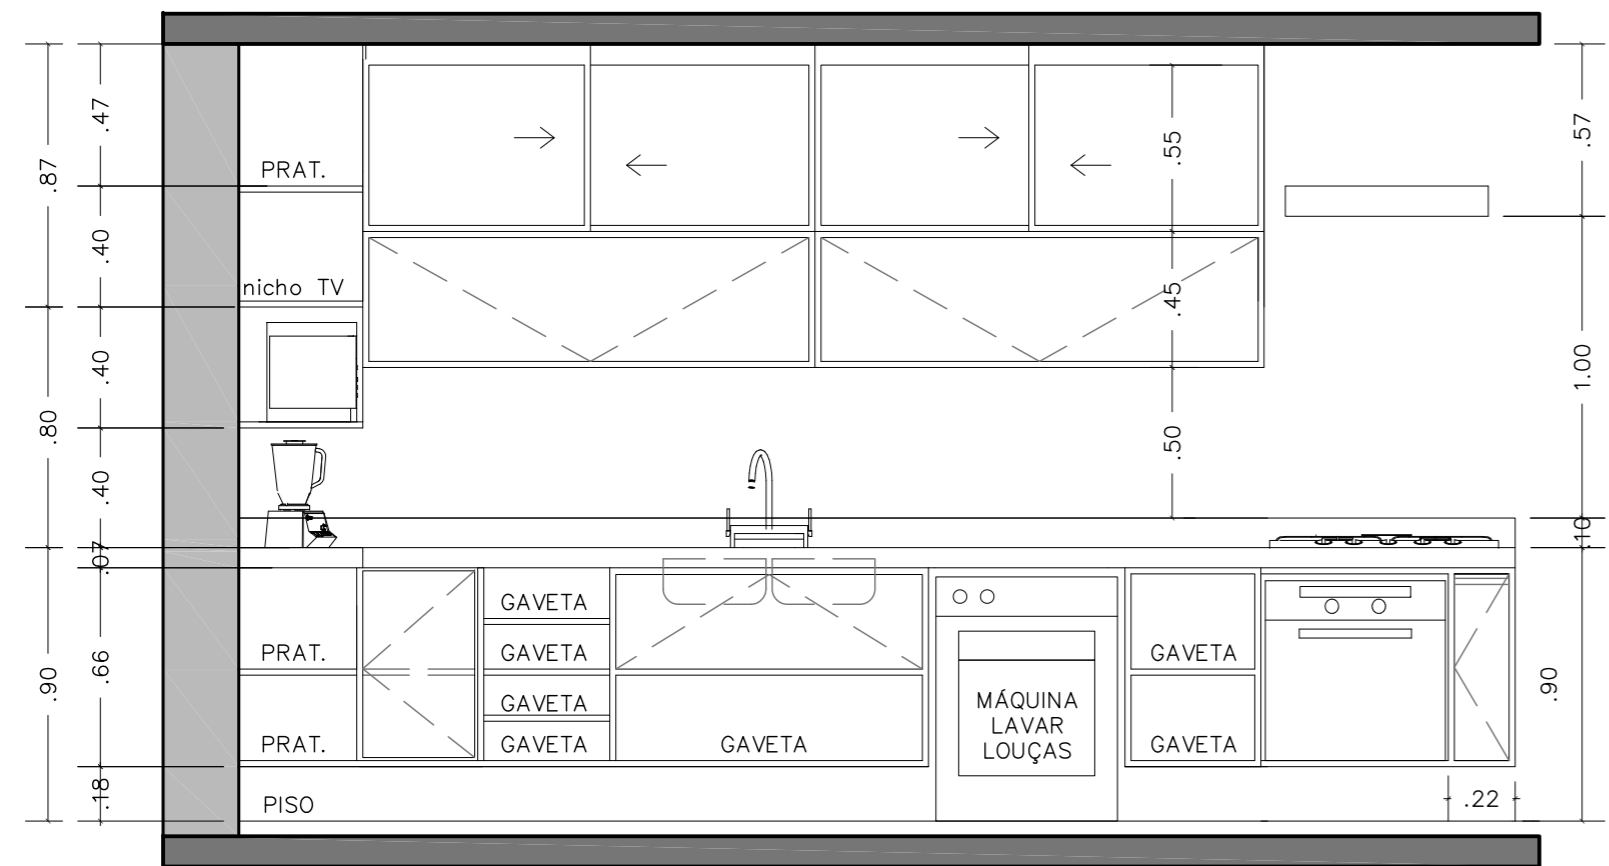 .47
.57
.87
.55
PRAT.
.40
nicho TV
.45
.40
1.00
.80
.50
.40
.10
.07
GAVETA
PRAT.
GAVETA
GAVETA
.66
.90
.90
GAVETA
MÁQUINA
LAVAR
LOUÇAS
PRAT.
GAVETA
GAVETA
GAVETA
.18
PISO
.22